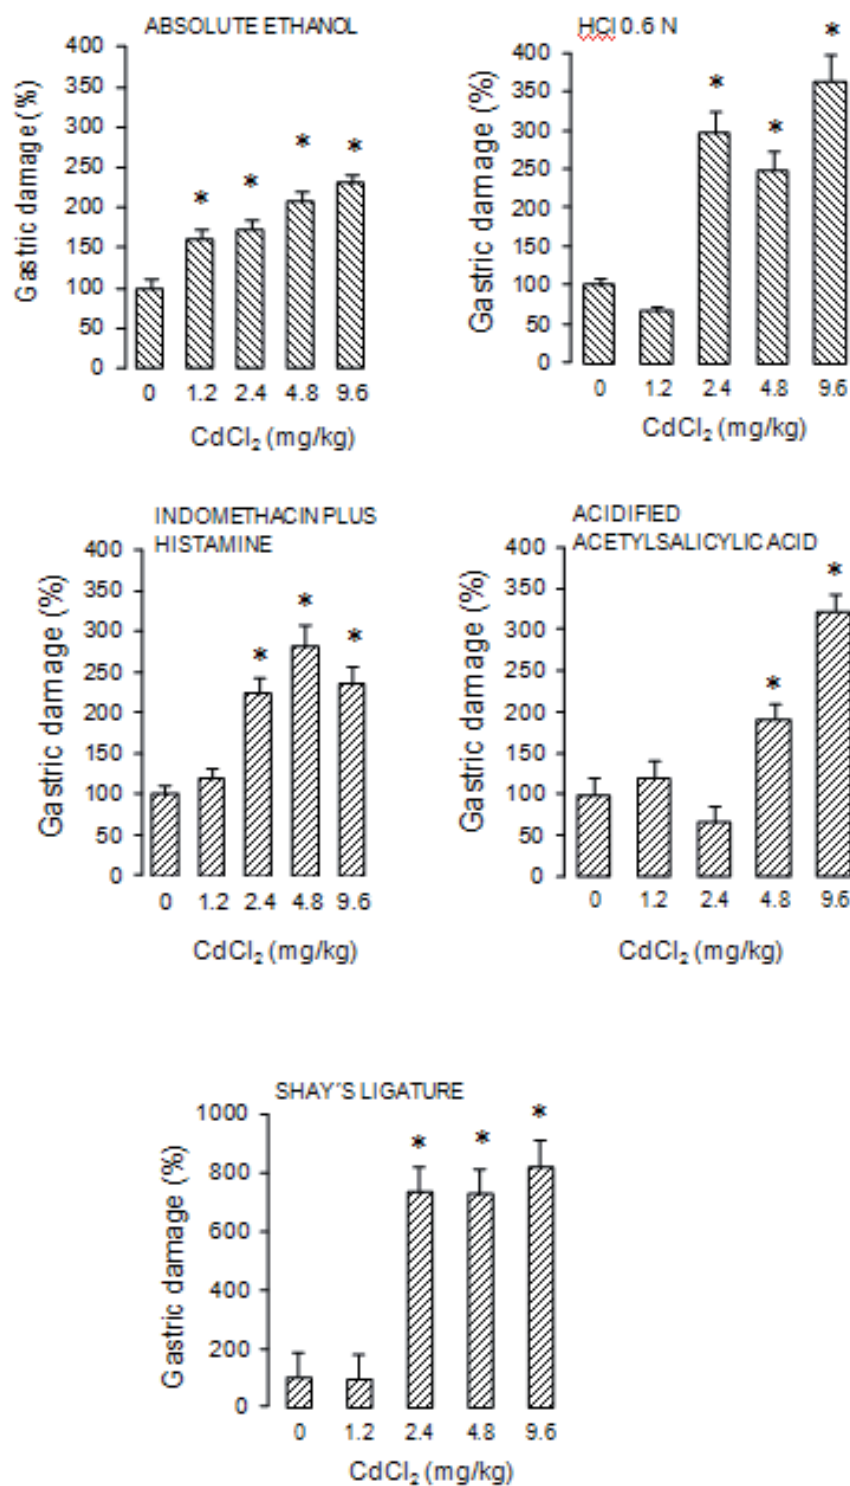 ABSOLUTE ETHANOL
400
350
300
250
200
150
100
50
0
Gastric damage (%)
* * * *
0 1.2 2.4 4.8 9.6
CdCl₂ (mg/kg)
HCl 0.6 N
400
350
300
250
200
150
100
50
0
Gastric damage (%)
* * *
0 1.2 2.4 4.8 9.6
CdCl₂ (mg/kg)
INDOMETHACIN PLUS
HISTAMINE
400
350
300
250
200
150
100
50
0
Gastric damage (%)
* * *
0 1.2 2.4 4.8 9.6
CdCl₂ (mg/kg)
ACIDIFIED
ACETYLSALICYLIC ACID
400
350
300
250
200
150
100
50
0
Gastric damage (%)
* *
0 1.2 2.4 4.8 9.6
CdCl₂ (mg/kg)
SHAY´S LIGATURE
1000
800
600
400
200
0
Gastric damage (%)
* * *
0 1.2 2.4 4.8 9.6
CdCl₂ (mg/kg)